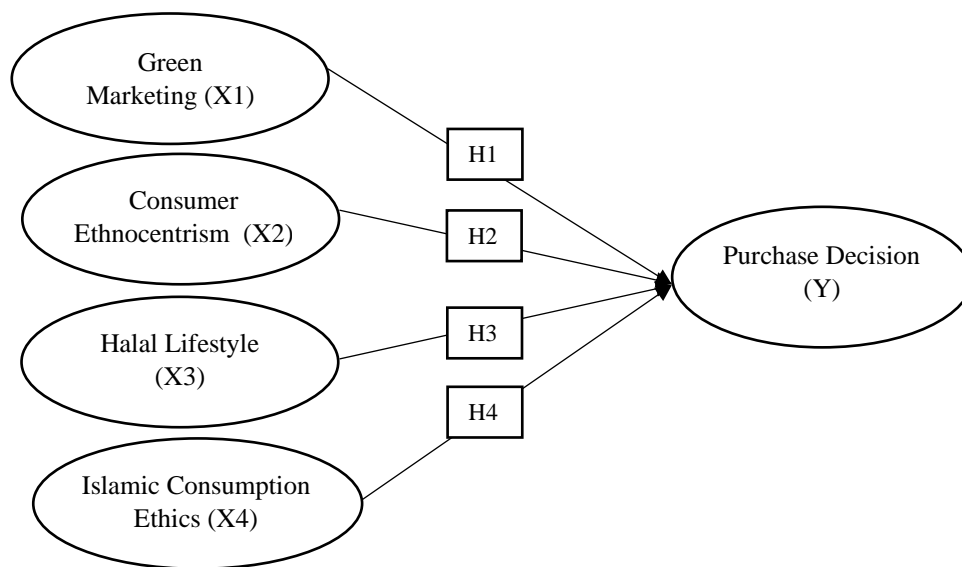 Green
Marketing (X1)
H1
Consumer
Ethnocentrism  (X2)
H2
Purchase Decision
(Y)
Halal Lifestyle
(X3)
H3
H4
Islamic Consumption
Ethics (X4)